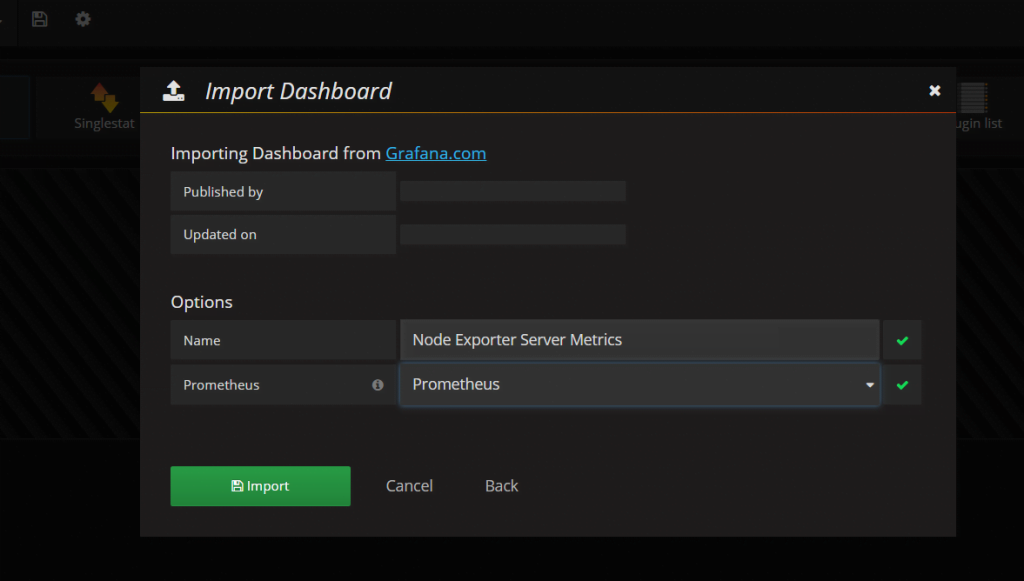 Import Dashboard
Singlestat
ugin list
Importing Dashboard from Grafana.com
Published by
Updated on
Options
Name Node Exporter Server Metrics
Prometheus Prometheus
Import Cancel Back